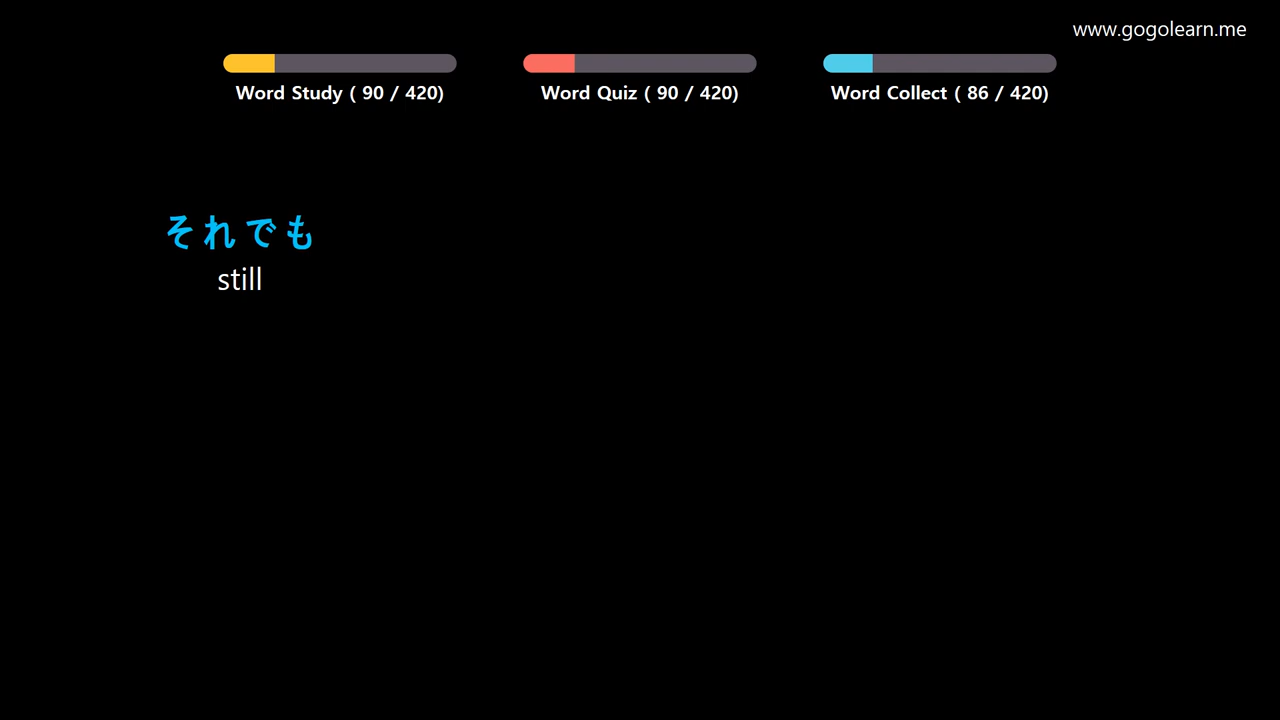 www.gogolearn.me
Word Study ( 90 / 420)
Word Quiz ( 90 / 420)
Word Collect ( 86 / 420)
それでも
still